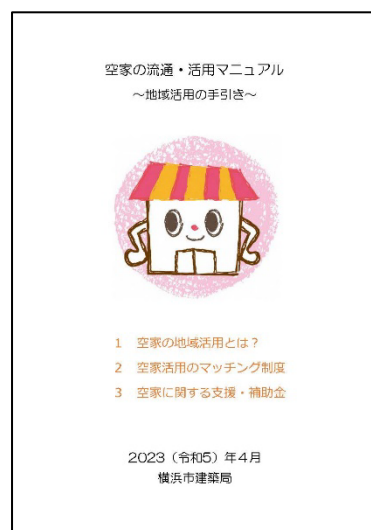 空家の流通・活用マニュアル
～地域活用の手引き～
1 空家の地域活用とは？
2 空家活用のマッチング制度
3 空家に関する支援・補助金
2023（令和5）年4月
横浜市建築局